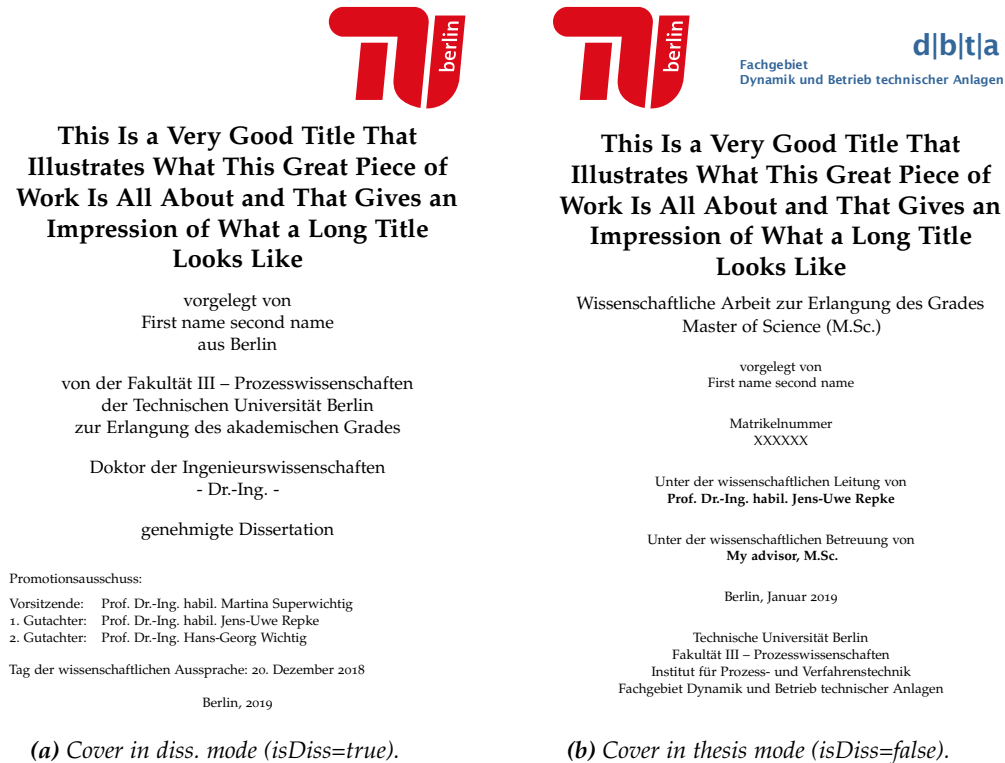 berlin
This Is a Very Good Title That
Illustrates What This Great Piece of
Work Is All About and That Gives an
Impression of What a Long Title
Looks Like
vorgelegt von
First name second name
aus Berlin
von der Fakultät III – Prozesswissenschaften
der Technischen Universität Berlin
zur Erlangung des akademischen Grades
Doktor der Ingenieurswissenschaften
- Dr.-Ing. -
genehmigte Dissertation
Promotionsausschuss:
Vorsitzende: Prof. Dr.-Ing. habil. Martina Superwichtig
1. Gutachter: Prof. Dr.-Ing. habil. Jens-Uwe Repke
2. Gutachter: Prof. Dr.-Ing. Hans-Georg Wichtig
Tag der wissenschaftlichen Aussprache: 20. Dezember 2018
Berlin, 2019
(a) Cover in diss. mode (isDiss=true).
berlin
d|b|t|a
Fachgebiet
Dynamik und Betrieb technischer Anlagen
This Is a Very Good Title That
Illustrates What This Great Piece of
Work Is All About and That Gives an
Impression of What a Long Title
Looks Like
Wissenschaftliche Arbeit zur Erlangung des Grades
Master of Science (M.Sc.)
vorgelegt von
First name second name
Matrikelnummer
XXXXXX
Unter der wissenschaftlichen Leitung von
Prof. Dr.-Ing. habil. Jens-Uwe Repke
Unter der wissenschaftlichen Betreuung von
My advisor, M.Sc.
Berlin, Januar 2019
Technische Universität Berlin
Fakultät III – Prozesswissenschaften
Institut für Prozess- und Verfahrenstechnik
Fachgebiet Dynamik und Betrieb technischer Anlagen
(b) Cover in thesis mode (isDiss=false).